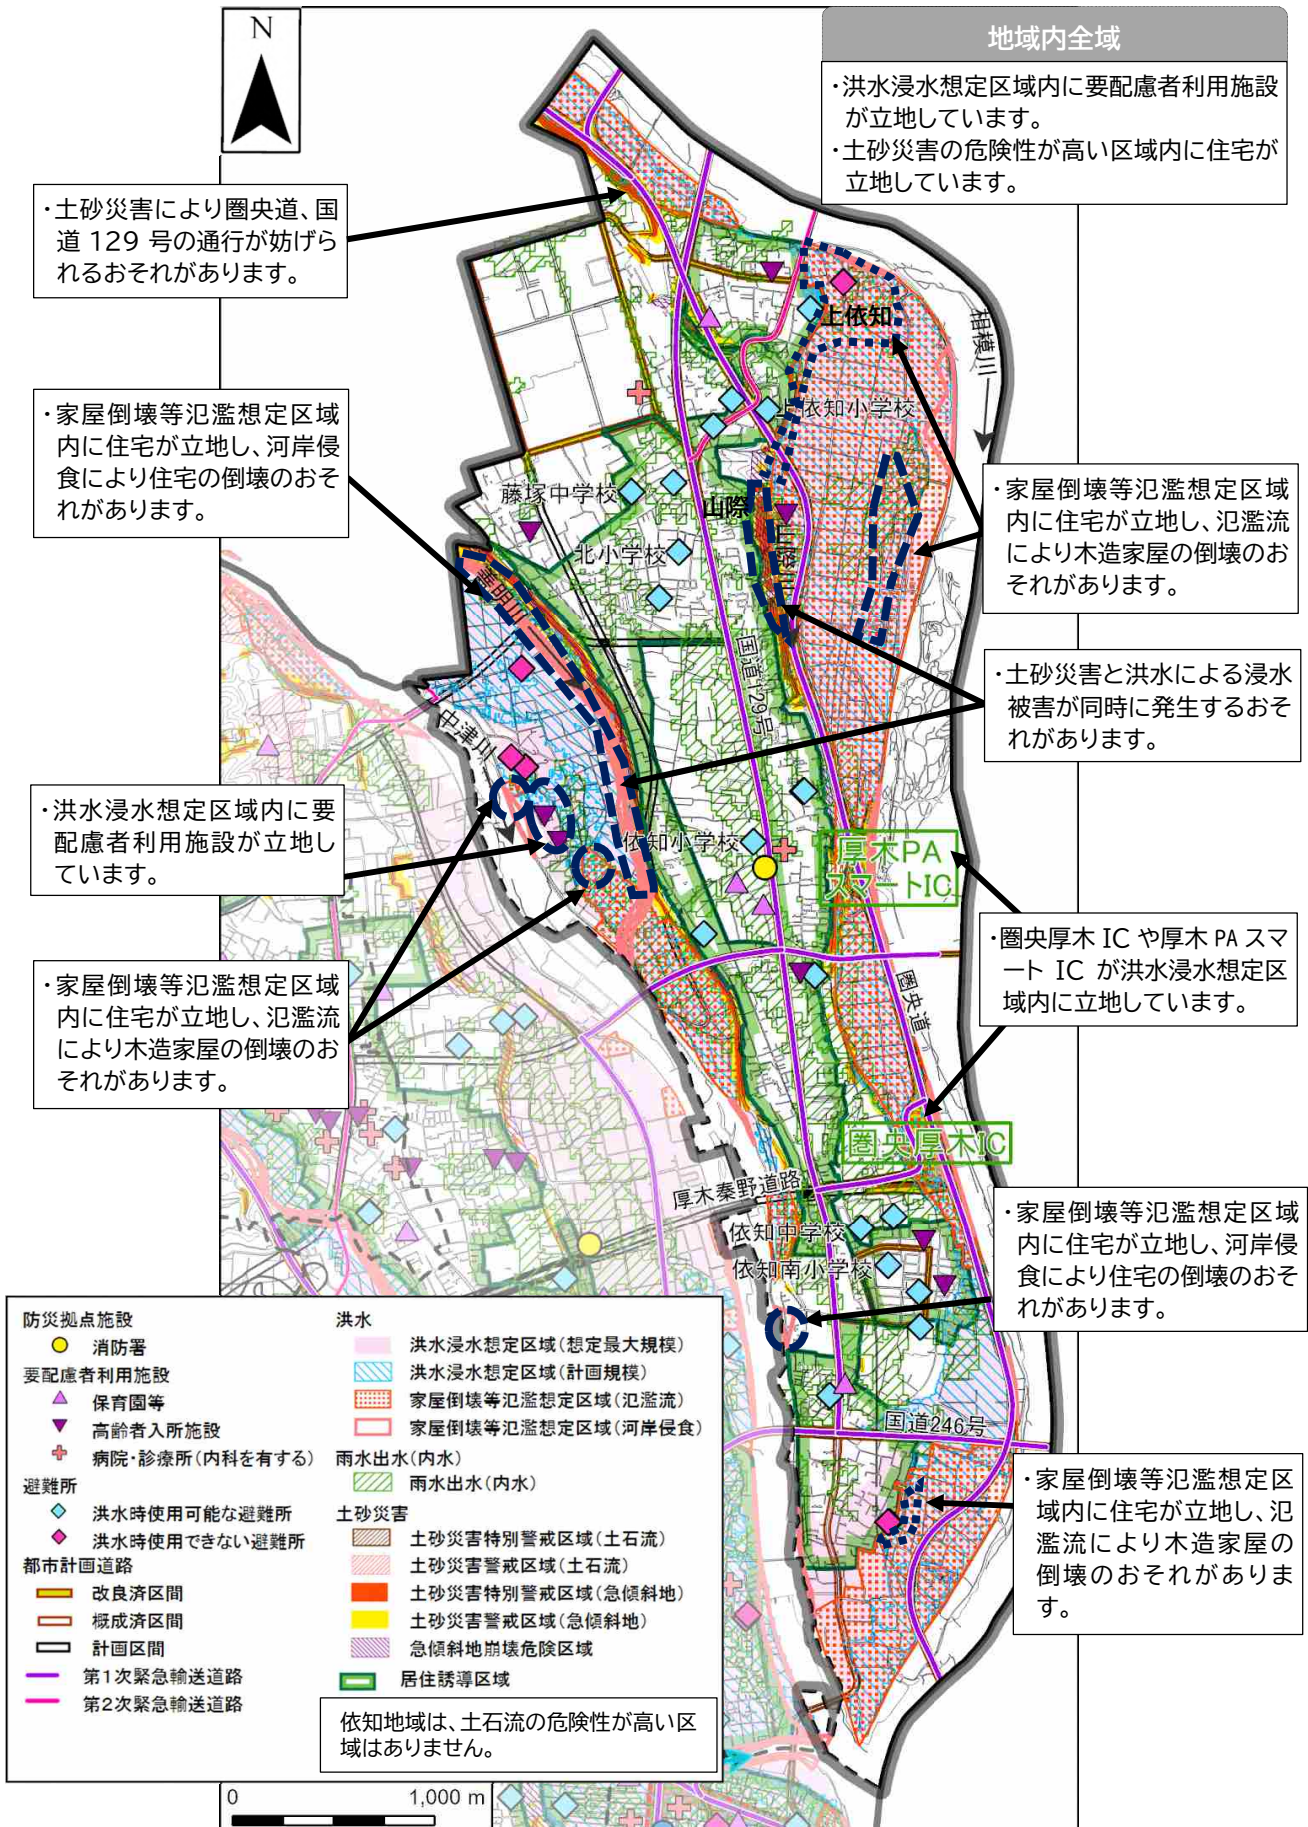 N
地域内全域
・洪水浸水想定区域内に要配慮者利用施設
が立地しています。
・土砂災害の危険性が高い区域内に住宅が
立地しています。
・土砂災害により圏央道、国
道 129 号の通行が妨げら
れるおそれがあります。
上依知
相模川
・家屋倒壊等氾濫想定区域
内に住宅が立地し、河岸侵
食により住宅の倒壊のおそ
れがあります。
上依知小学校
藤塚中学校
山際
山際川
北小学校
・家屋倒壊等氾濫想定区域
内に住宅が立地し、氾濫流
により木造家屋の倒壊のお
それがあります。
善明川
国道129号
・土砂災害と洪水による浸水
被害が同時に発生するおそ
れがあります。
中津川
・洪水浸水想定区域内に要
配慮者利用施設が立地し
ています。
依知小学校
厚木PA
スマートIC
・圏央厚木 IC や厚木 PA スマ
ート IC が洪水浸水想定区
域内に立地しています。
圏央道
・家屋倒壊等氾濫想定区域
内に住宅が立地し、氾濫流
により木造家屋の倒壊のお
それがあります。
圏央厚木IC
厚木秦野道路
依知中学校
依知南小学校
・家屋倒壊等氾濫想定区域
内に住宅が立地し、河岸侵
食により住宅の倒壊のおそ
れがあります。
国道246号
・家屋倒壊等氾濫想定区
域内に住宅が立地し、氾
濫流により木造家屋の
倒壊のおそれがありま
す。
防災拠点施設
消防署
要配慮者利用施設
保育園等
高齢者入所施設
病院・診療所(内科を有する)
避難所
洪水時使用可能な避難所
洪水時使用できない避難所
都市計画道路
改良済区間
概成済区間
計画区間
第1次緊急輸送道路
第2次緊急輸送道路
洪水
洪水浸水想定区域(想定最大規模)
洪水浸水想定区域(計画規模)
家屋倒壊等氾濫想定区域(氾濫流)
家屋倒壊等氾濫想定区域(河岸侵食)
雨水出水(内水)
雨水出水(内水)
土砂災害
土砂災害特別警戒区域(土石流)
土砂災害警戒区域(土石流)
土砂災害特別警戒区域(急傾斜地)
土砂災害警戒区域(急傾斜地)
急傾斜地崩壊危険区域
居住誘導区域
依知地域は、土石流の危険性が高い区
域はありません。
0 1,000 m